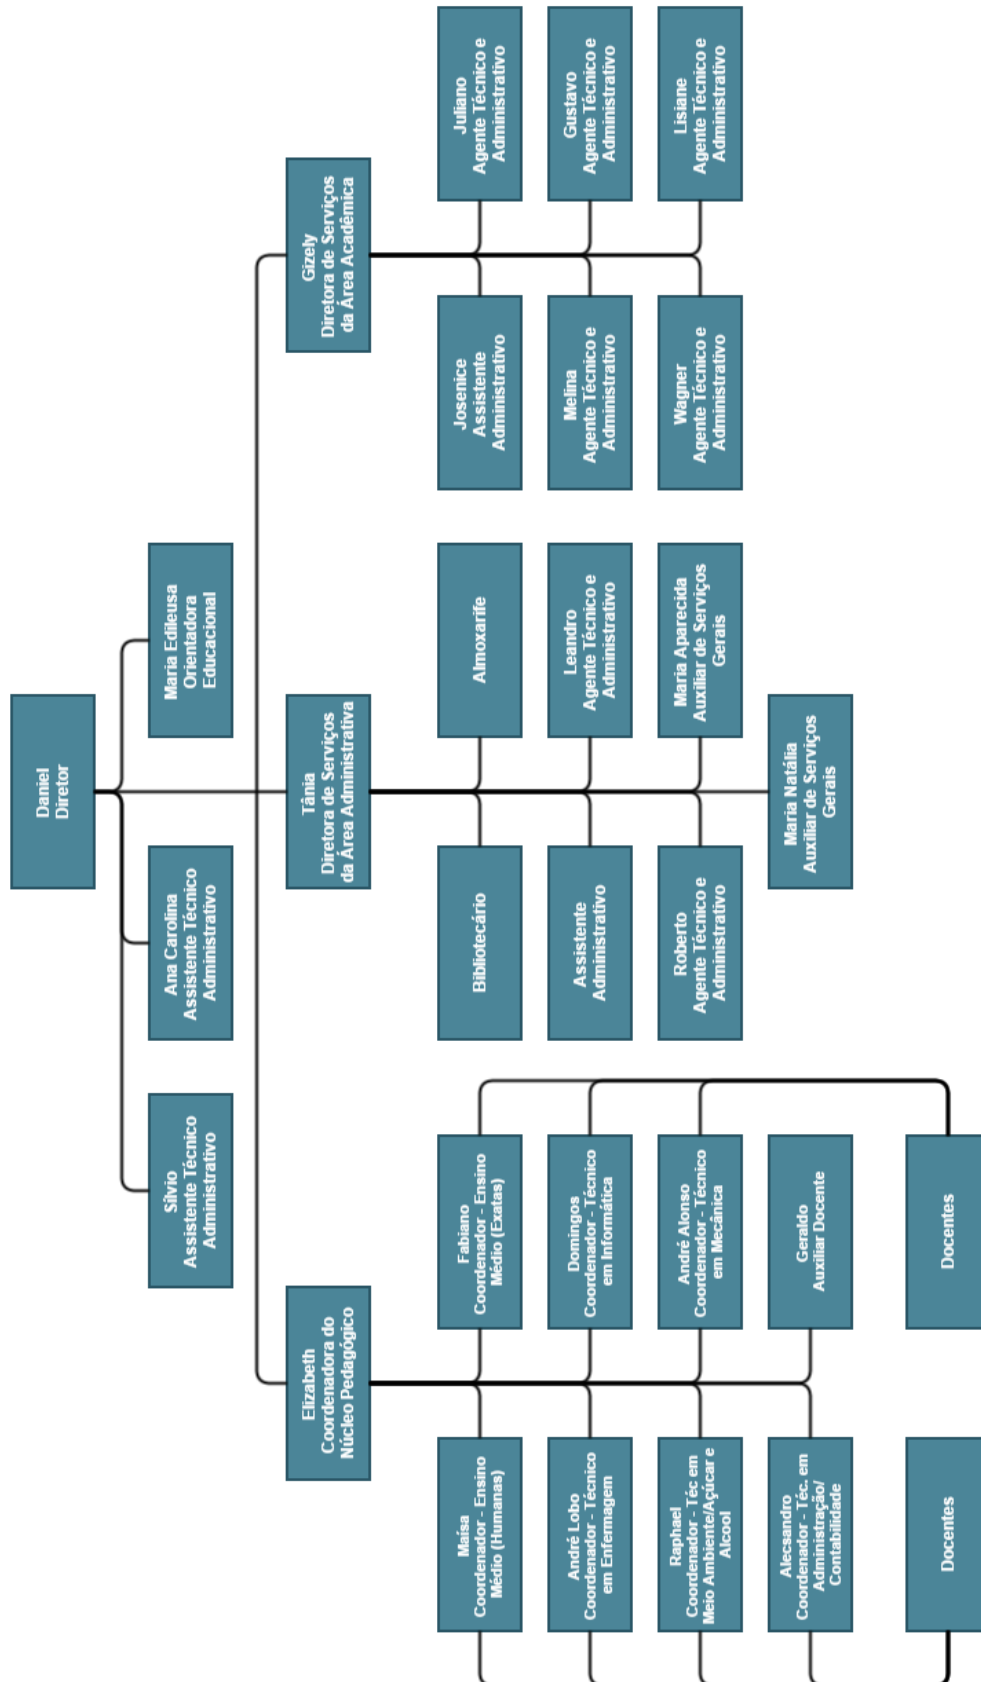 Daniel
Diretor
Sílvio
Assistente Técnico
Administrativo
Ana Carolina
Assistente Técnico
Administrativo
Maria Edileusa
Orientadora
Educacional
Elizabeth
Coordenadora do
Núcleo Pedagógico
Tânia
Diretora de Serviços
da Área Administrativa
Gizely
Diretora de Serviços
da Área Acadêmica
Maísa
Coordenador - Ensino
Médio (Humanas)
Fabiano
Coordenador - Ensino
Médio (Exatas)
Bibliotecário
Almoxarife
Josenice
Assistente
Administrativo
Juliano
Agente Técnico e
Administrativo
André Lobo
Coordenador - Técnico
em Enfermagem
Domingos
Coordenador - Técnico
em Informática
Assistente
Administrativo
Leandro
Agente Técnico e
Administrativo
Melina
Agente Técnico e
Administrativo
Gustavo
Agente Técnico e
Administrativo
Raphael
Coordenador - Téc em
Meio Ambiente/Açúcar e
Alcool
André Alonso
Coordenador - Técnico
em Mecânica
Roberto
Agente Técnico e
Administrativo
Maria Aparecida
Auxiliar de Serviços
Gerais
Wagner
Agente Técnico e
Administrativo
Lisiane
Agente Técnico e
Administrativo
Alecsandro
Coordenador - Téc. em
Administração/
Contabilidade
Geraldo
Auxiliar Docente
Maria Natália
Auxiliar de Serviços
Gerais
Docentes
Docentes